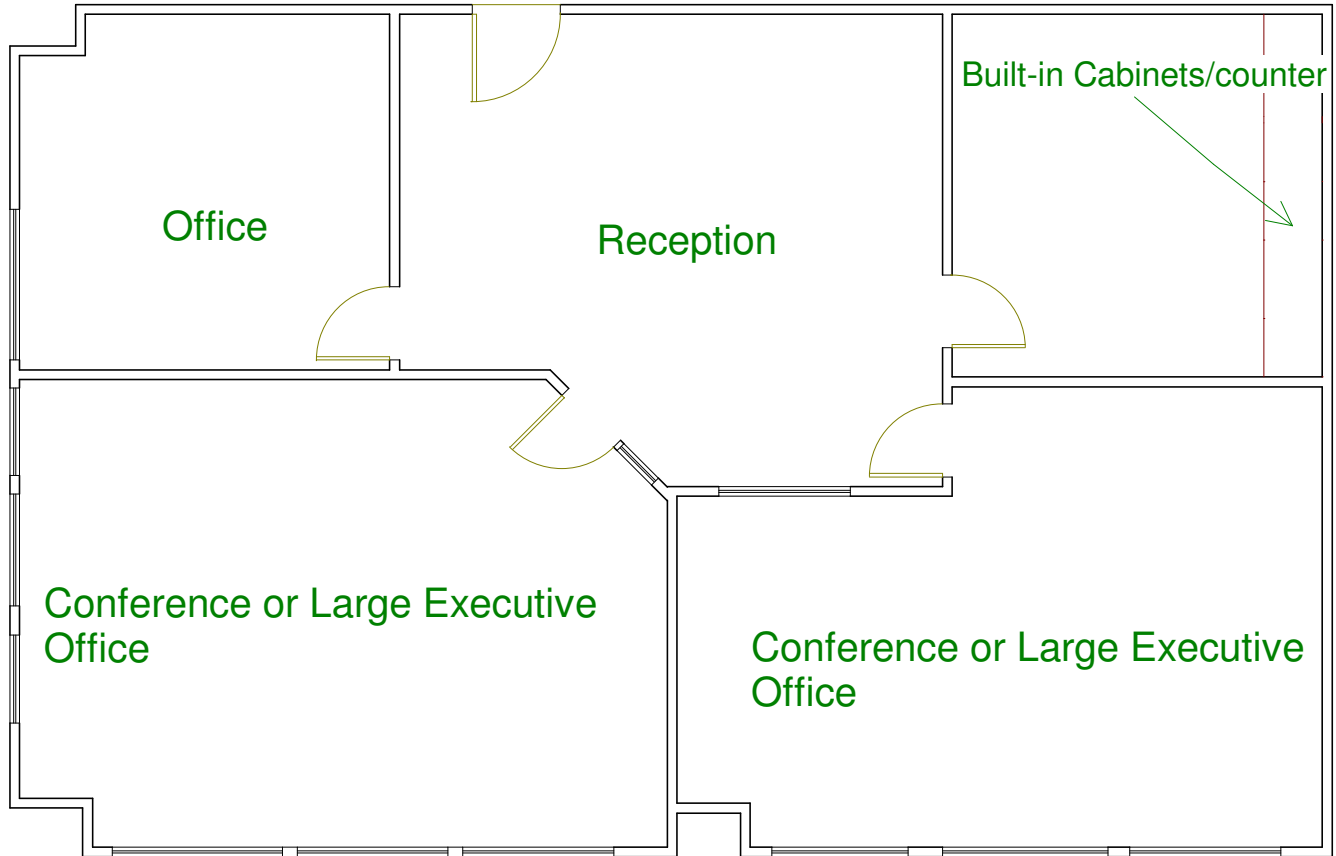 Built-in Cabinets/counter
Office
Reception
Conference or Large Executive
Office
Conference or Large Executive
Office